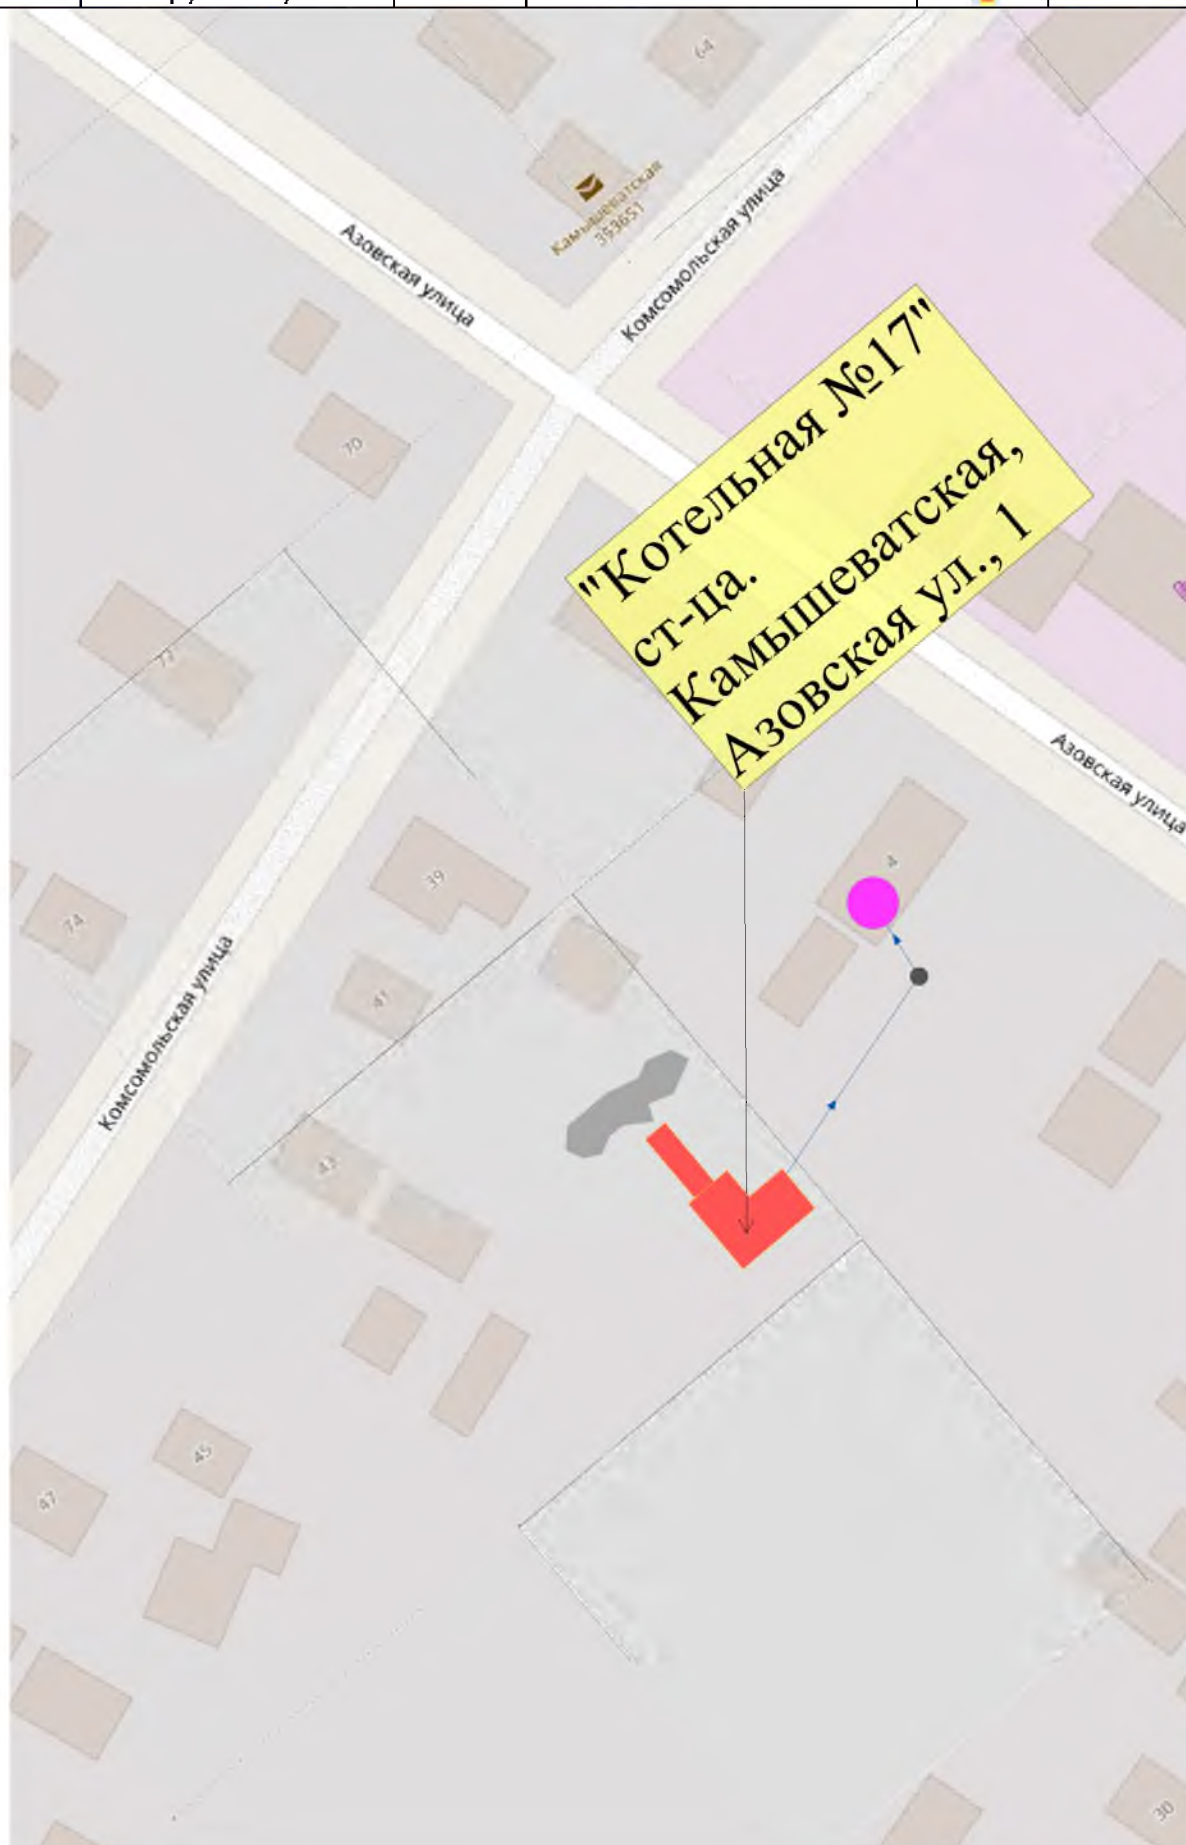 64
Камышеватская
353651
Комсомольская улица
Азовская улица
70
"Котельная №17"
ст-ца.
Камышеватская,
Азовская ул., 1
72
Азовская улица
4
39
74
41
Комсомольская улица
43
45
47
30